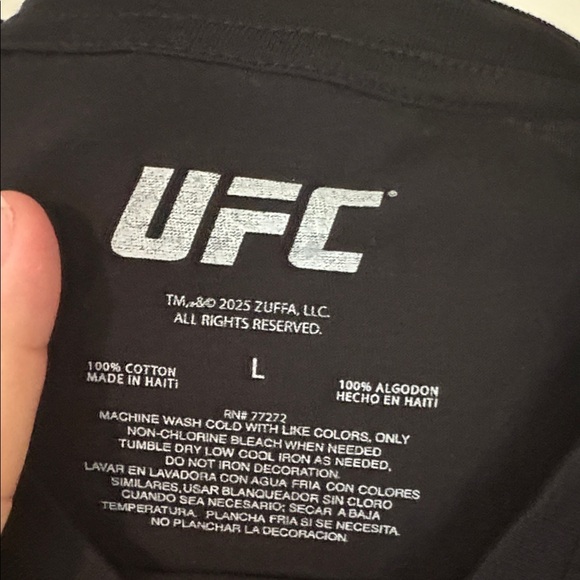 UFC®
TM,®&© 2025 ZUFFA, LLC.
ALL RIGHTS RESERVED.
100% COTTON
MADE IN HAITI
L
100% ALGODON
HECHO EN HAITI
RN# 77272
MACHINE WASH COLD WITH LIKE COLORS, ONLY
NON-CHLORINE BLEACH WHEN NEEDED
TUMBLE DRY LOW COOL IRON AS NEEDED,
DO NOT IRON DECORATION.
LAVAR EN LAVADORA CON AGUA FRIA CON COLORES
SIMILARES, USAR BLANQUEADOR SIN CLORO
CUANDO SEA NECESARIO; SECAR A BAJA
TEMPERATURA. PLANCHA FRIA SI SE NECESITA.
NO PLANCHAR LA DECORACION.